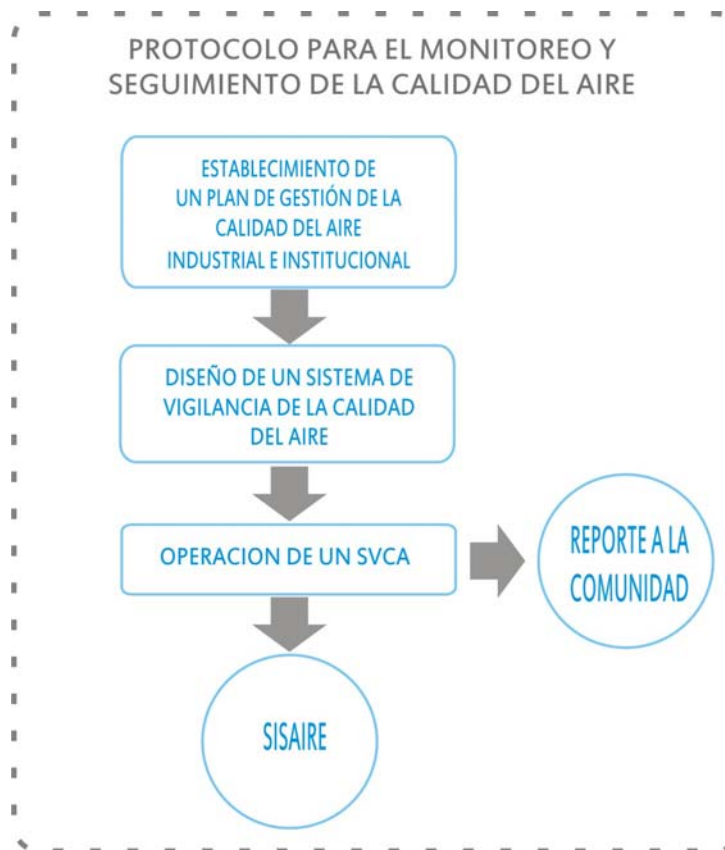 PROTOCOLO PARA EL MONITOREO Y
SEGUIMIENTO DE LA CALIDAD DEL AIRE
ESTABLECIMIENTO DE
UN PLAN DE GESTIÓN DE LA
CALIDAD DEL AIRE
INDUSTRIAL E INSTITUCIONAL
DISEÑO DE UN SISTEMA DE
VIGILANCIA DE LA CALIDAD
DEL AIRE
OPERACION DE UN SVCA
REPORTE A LA
COMUNIDAD
SISAIRE